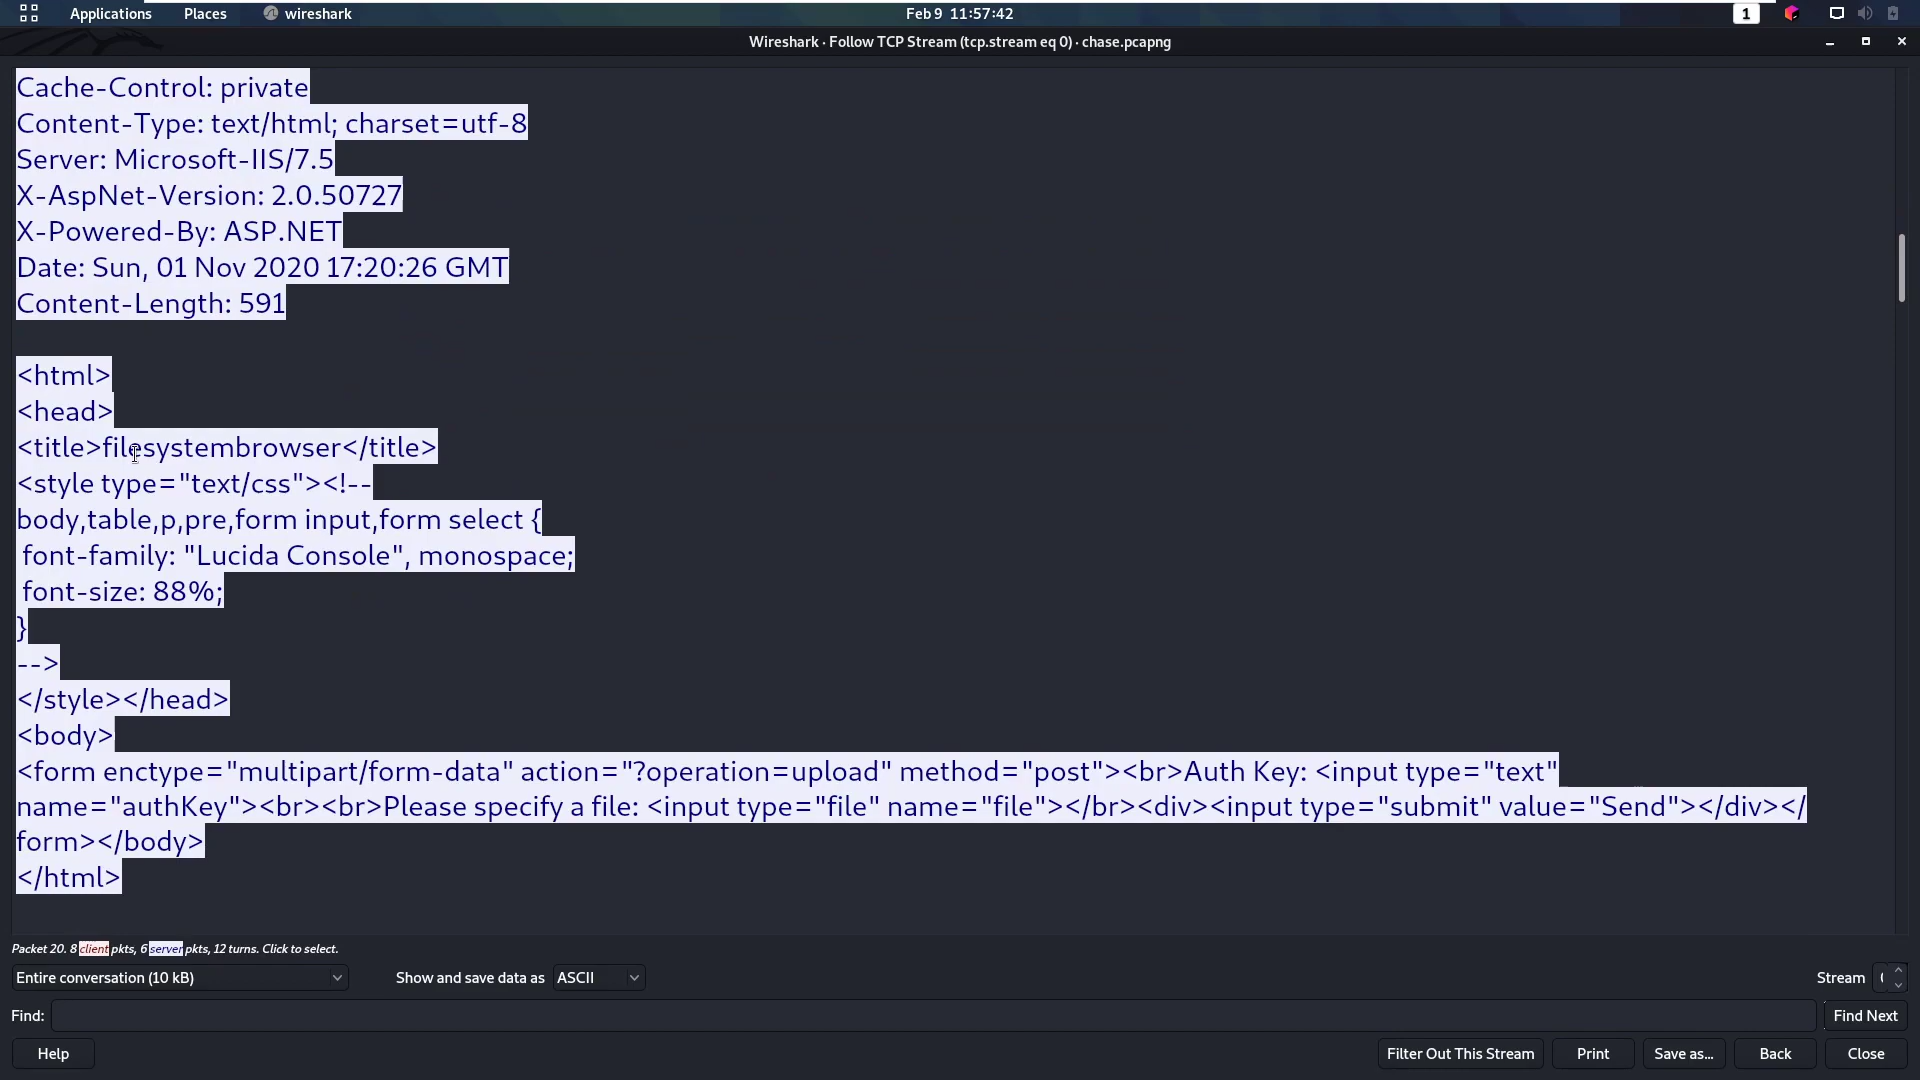 Applications Places wireshark Feb 9 11:57:42 1
Wireshark · Follow TCP Stream (tcp.stream eq 0) · chase.pcapng
Cache-Control: private
Content-Type: text/html; charset=utf-8
Server: Microsoft-IIS/7.5
X-AspNet-Version: 2.0.50727
X-Powered-By: ASP.NET
Date: Sun, 01 Nov 2020 17:20:26 GMT
Content-Length: 591
<html>
<head>
<title>filesystembrowser</title>
<style type="text/css"><!--
body,table,p,pre,form input,form select {
 font-family: "Lucida Console", monospace;
 font-size: 88%;
}
-->
</style></head>
<body>
<form enctype="multipart/form-data" action="?operation=upload" method="post"><br>Auth Key: <input type="text"
name="authKey"><br><br>Please specify a file: <input type="file" name="file"></br><div><input type="submit" value="Send"></div></
form></body>
</html>
Packet 20. 8 client pkts, 6 server pkts, 12 turns. Click to select.
Entire conversation (10 kB) Show and save data as ASCII Stream
Find: Find Next
Help Filter Out This Stream Print Save as... Back Close